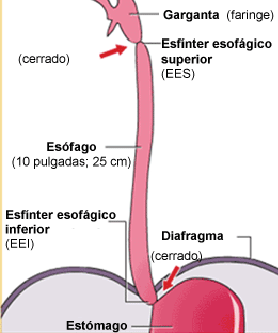 Garganta (faringe)
(cerrado)
Esfínter esofágico
superior
(EES)
Esófago
(10 pulgadas; 25 cm)
Esfínter esofágico
inferior
(EEI)
Diafragma
(cerrado)
Estómago